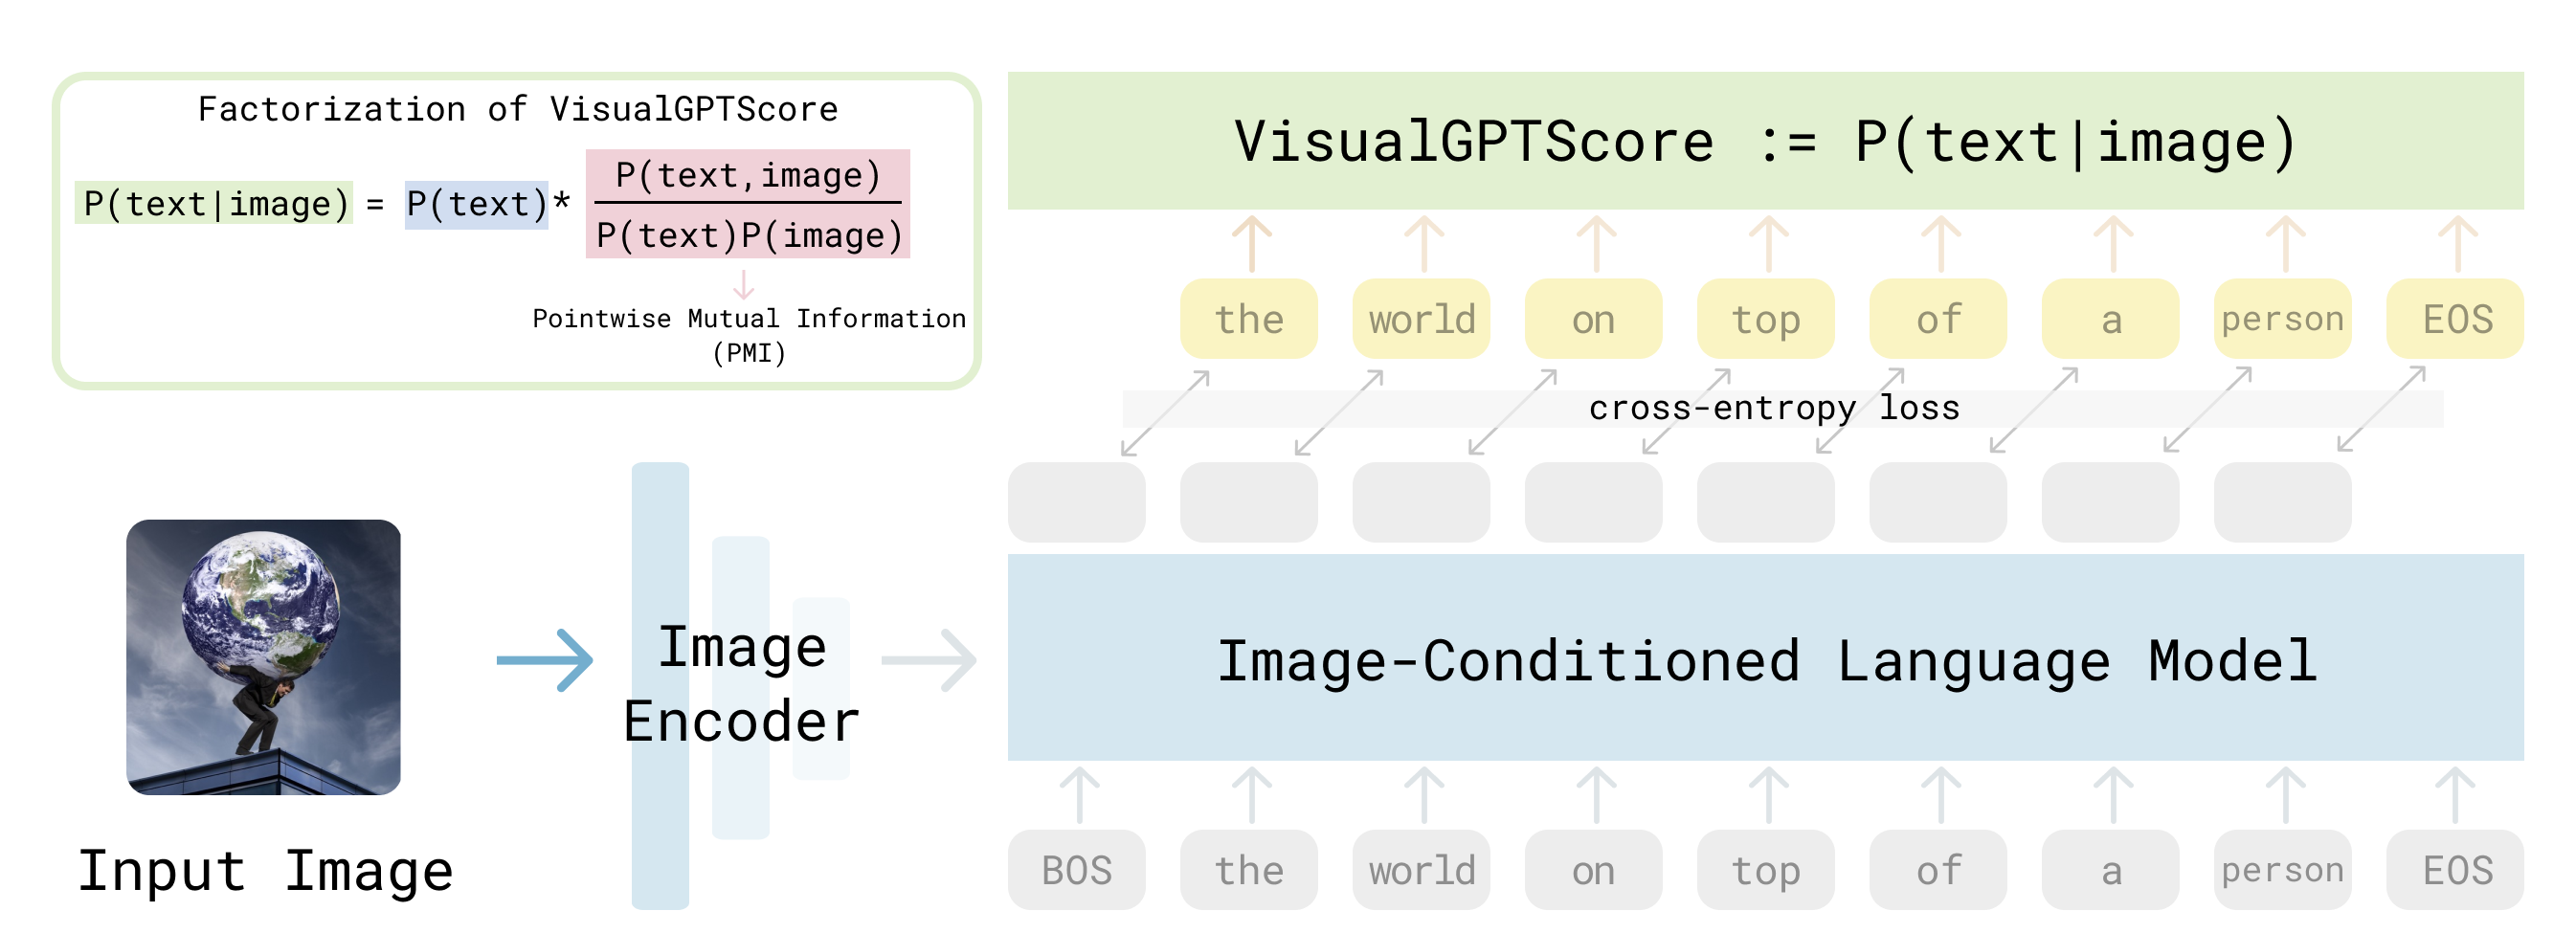 Factorization of VisualGPTScore
P(text|image) = P(text)* P(text,image)
P(text)P(image)
Pointwise Mutual Information
(PMI)
VisualGPTScore := P(text|image)
the world on top of a person EOS
cross-entropy loss
Input Image
Image
Encoder
Image-Conditioned Language Model
BOS the world on top of a person EOS